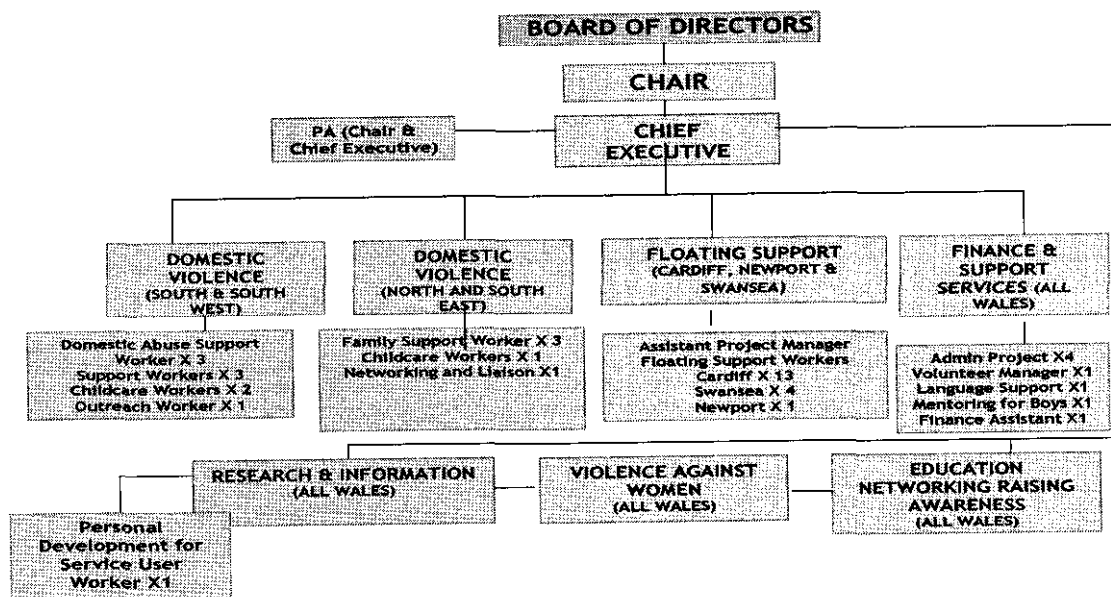 BOARD OF DIRECTORS
CHAIR
PA (Chair &
Chief Executive)
CHIEF
EXECUTIVE
DOMESTIC
VIOLENCE
(SOUTH & SOUTH
WEST)
DOMESTIC
VIOLENCE
(NORTH AND SOUTH
EAST)
FLOATING SUPPORT
(CARDIFF, NEWPORT &
SWANSEA)
FINANCE &
SUPPORT
SERVICES (ALL
WALES)
Domestic Abuse Support
Worker X 3
Support Workers X 3
Childcare Workers X 2
Outreach Worker X 1
Family Support Worker X 3
Childcare Workers X 1
Networking and Liaison X1
Assistant Project Manager
Floating Support Workers
Cardiff X 13
Swansea X 4
Newport X 1
Admin Project X4
Volunteer Manager X1
Language Support X1
Mentoring for Boys X1
Finance Assistant X1
RESEARCH & INFORMATION
(ALL WALES)
VIOLENCE AGAINST
WOMEN
(ALL WALES)
EDUCATION
NETWORKING RAISING
AWARENESS
(ALL WALES)
Personal
Development for
Service User
Worker X1